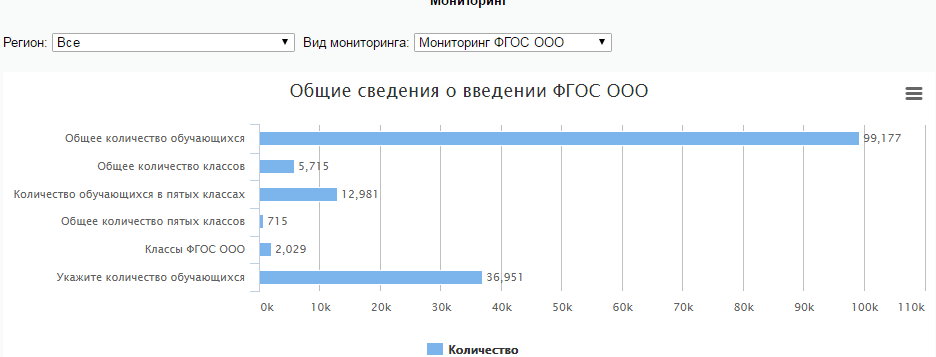 Мониторинг
Регион: Все Вид мониторинга: Мониторинг ФГОС ООО
Общие сведения о введении ФГОС ООО
Общее количество обучающихся 99,177
Общее количество классов 5,715
Количество обучающихся в пятых классах 12,981
Общее количество пятых классов 715
Классы ФГОС ООО 2,029
Укажите количество обучающихся 36,951
0k 10k 20k 30k 40k 50k 60k 70k 80k 90k 100k 110k
Количество